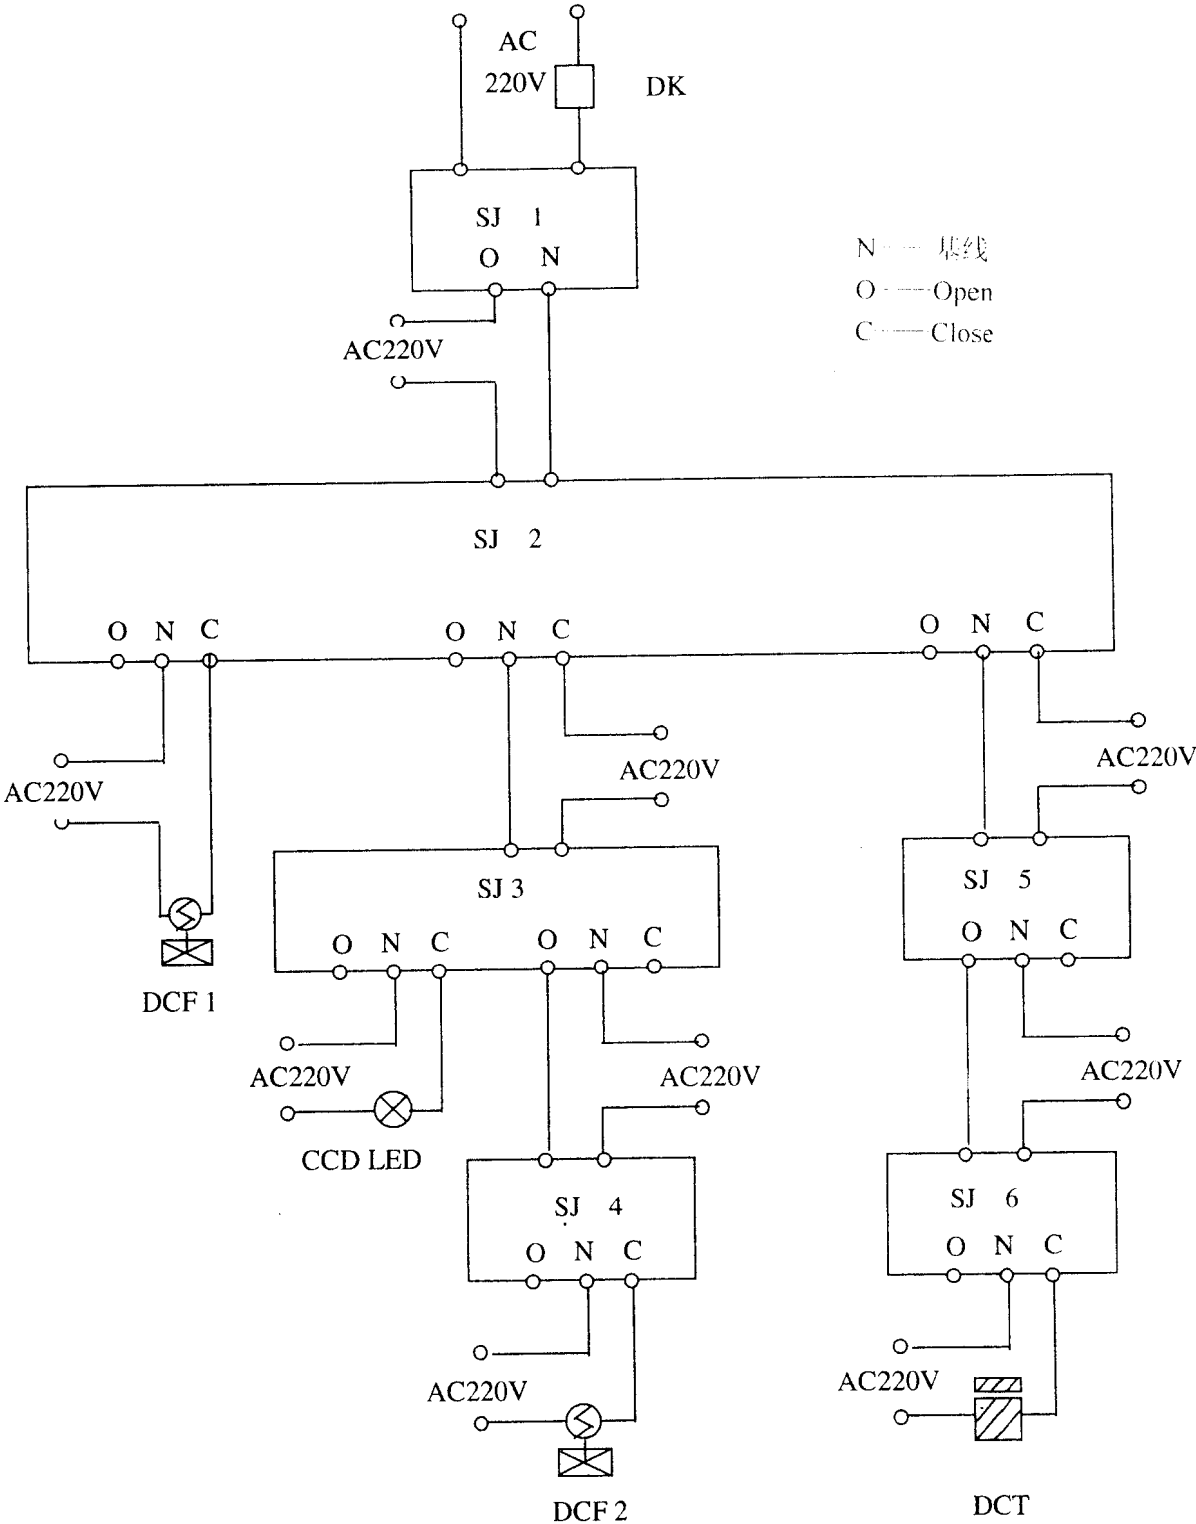 AC
220V
DK
SJ 1
O N
N —— 基线
O —— Open
C —— Close
AC220V
SJ 2
O N C O N C O N C
AC220V
AC220V
AC220V
SJ 3
O N C O N C
SJ 5
O N C
DCF 1
AC220V
AC220V
AC220V
CCD LED
SJ 4
O N C
SJ 6
O N C
AC220V
AC220V
DCF 2
DCT